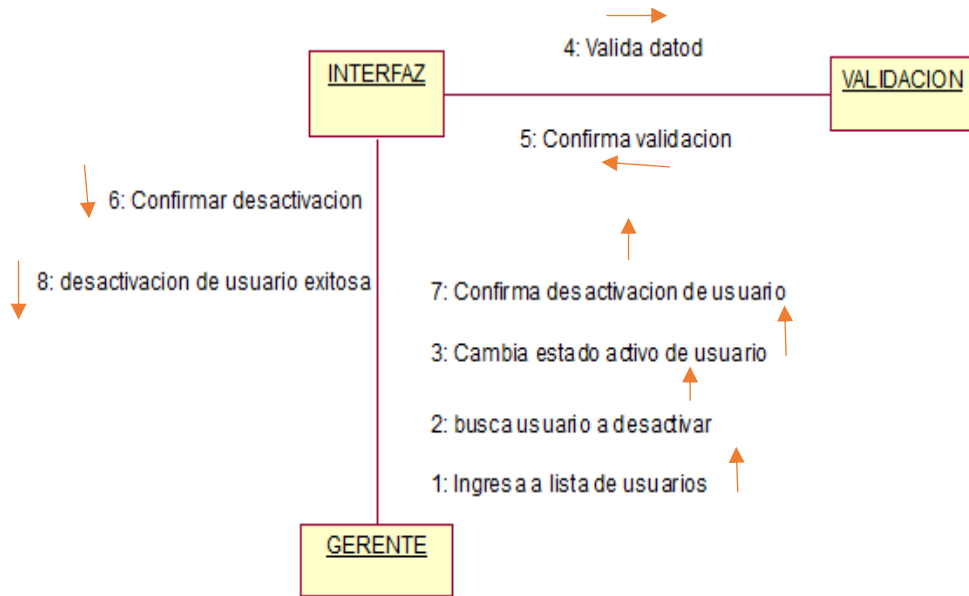 4: Valida datod
INTERFAZ
VALIDACION
5: Confirma validacion
6: Confirmar desactivacion
8: desactivacion de usuario exitosa
7: Confirma desactivacion de usuario
3: Cambia estado activo de usuario
2: busca usuario a desactivar
1: Ingresa a lista de usuarios
GERENTE